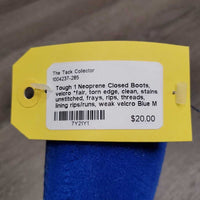 The Tack Collector
1004237-285
Tough 1 Neoprene Closed Boots,
velcro *fair, torn edge, clean, stains
unstitched, frays, rips, threads,
lining rips/runs, weak velcro Blue M
$20.00
7Y21Y1